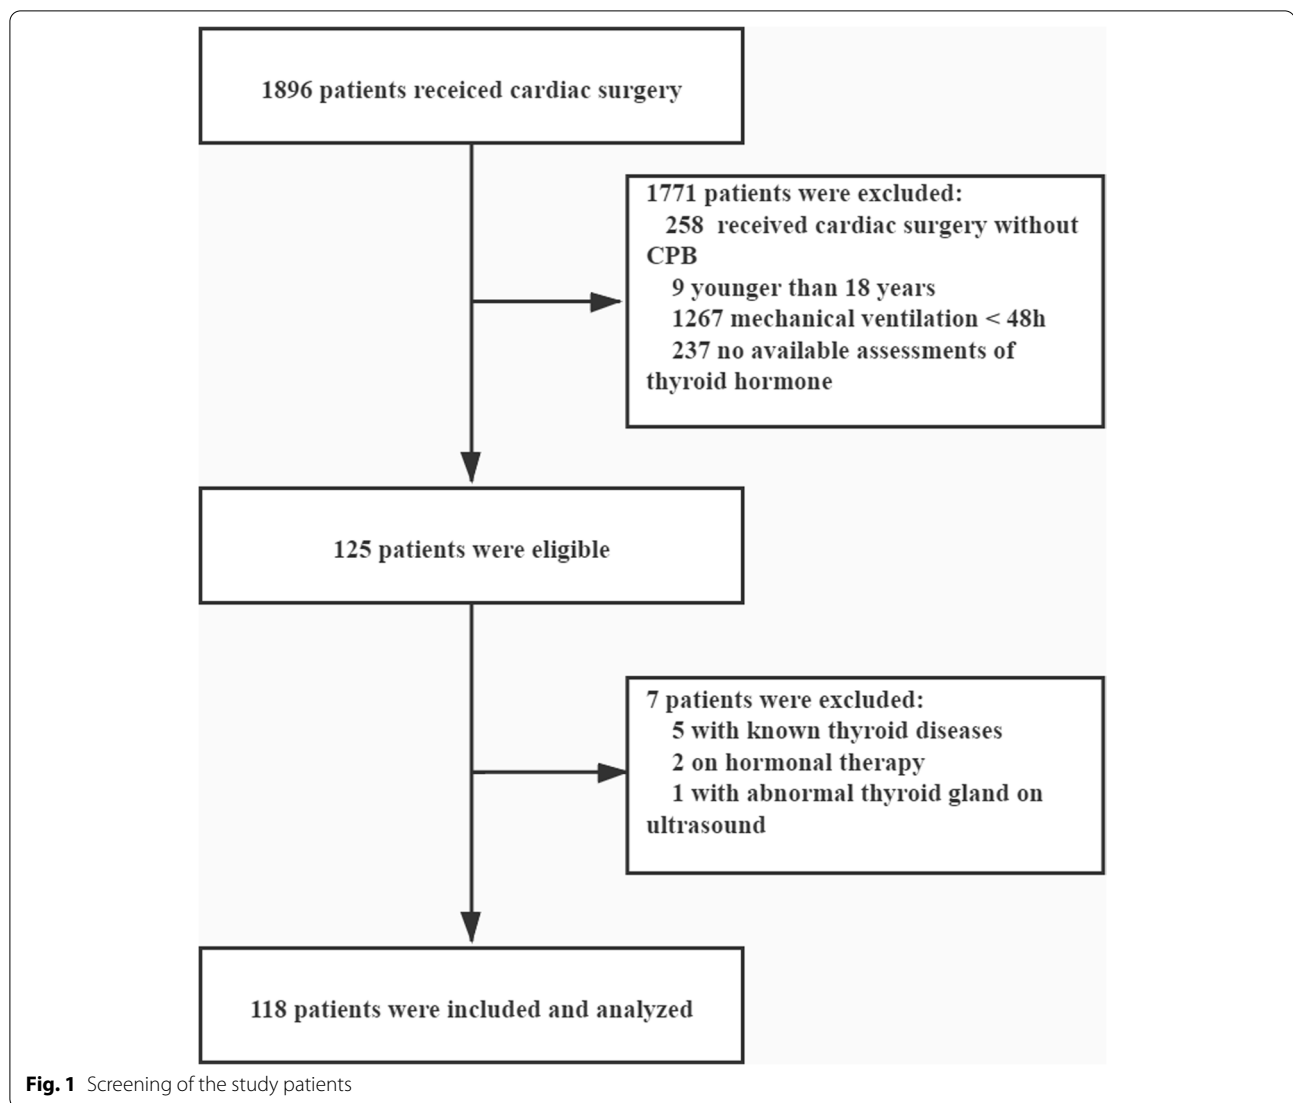 1896 patients receiced cardiac surgery
1771 patients were excluded:
258 received cardiac surgery without
CPB
9 younger than 18 years
1267 mechanical ventilation < 48h
237 no available assessments of
thyroid hormone
125 patients were eligible
7 patients were excluded:
5 with known thyroid diseases
2 on hormonal therapy
1 with abnormal thyroid gland on
ultrasound
118 patients were included and analyzed
Fig. 1 Screening of the study patients